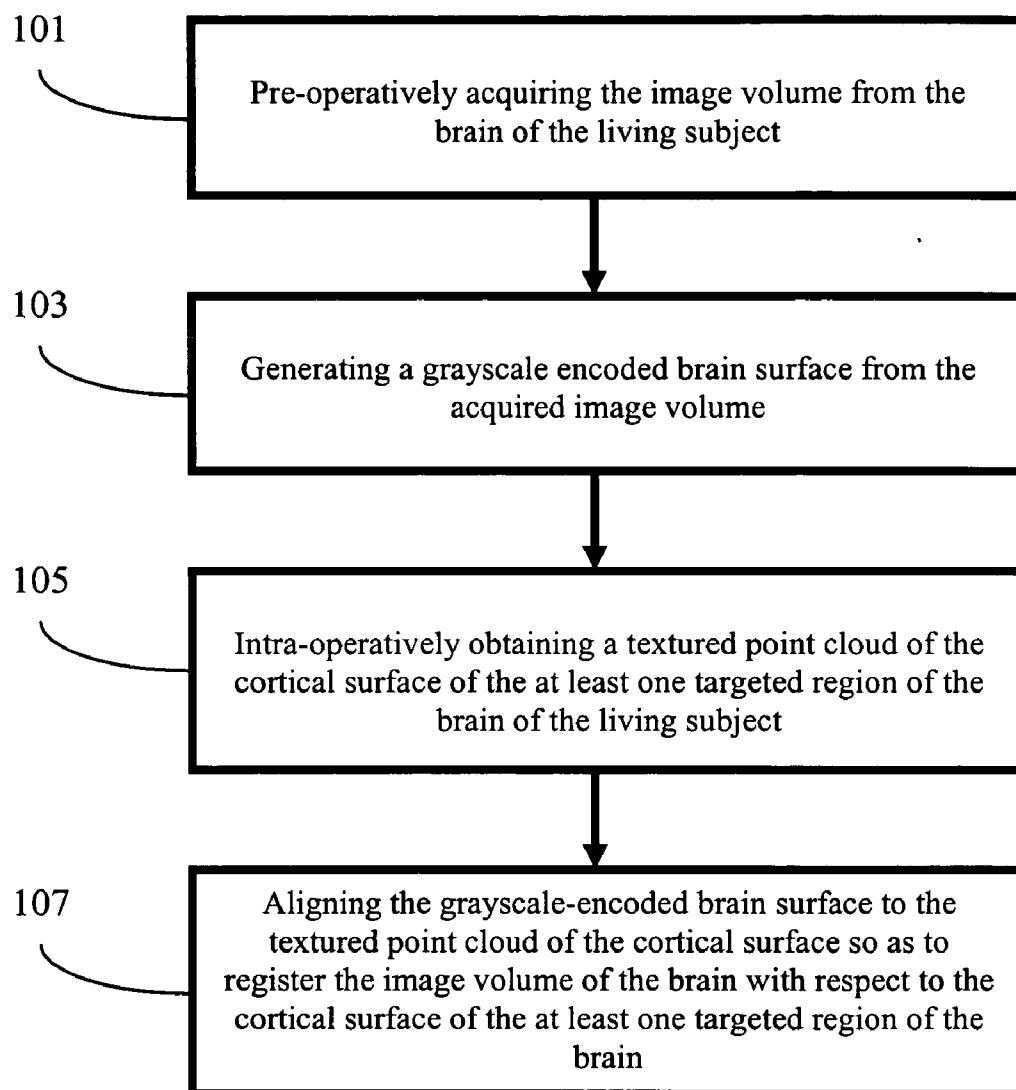 101
Pre-operatively acquiring the image volume from the
brain of the living subject
103
Generating a grayscale encoded brain surface from the
acquired image volume
105
Intra-operatively obtaining a textured point cloud of the
cortical surface of the at least one targeted region of the
brain of the living subject
107
Aligning the grayscale-encoded brain surface to the
textured point cloud of the cortical surface so as to
register the image volume of the brain with respect to the
cortical surface of the at least one targeted region of the
brain